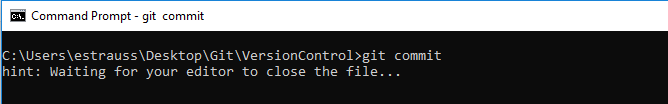 Command Prompt - git commit
C:\Users\estrauss\Desktop\Git\VersionControl>git commit
hint: Waiting for your editor to close the file...